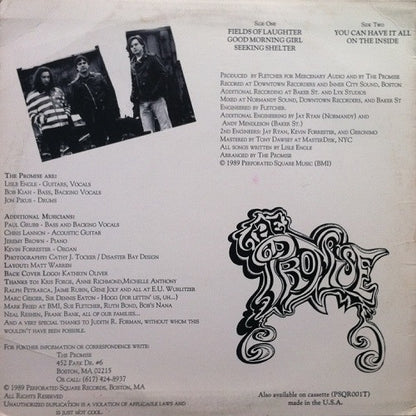 Side One
FIELDS OF LAUGHTER
GOOD MORNING GIRL
SEEKING SHELTER
Side Two
YOU CAN HAVE IT ALL
ON THE INSIDE
Produced by Fletcher for Mercenary Audio and by The Promise
Recored at Downtown Recorders and Inner City Sound, Boston
Additional Recording at Baker St. and Lyx Studios
Mixed at Normandy Sound, Downtown Recorders, and Baker St
Engineered by Fletcher.
Additional Engineering by Jay Ryan (Normandy) and
Andy Mendleson (Baker St.)
2nd Engineers: Jay Ryan, Kevin Forrester, and Geronimo
Mastered by Tony Dawsey at MasterDisk, NYC
All songs written by Lisle Engle
Arranged by The Promise
© 1989 Perforated Square Music (BMI)
The Promise are:
Lisle Engle - Guitars, Vocals
Bob Kiah - Bass, Backing Vocals
Jon Pikus - Drums
Additional Musicians:
Paul Grubb - Bass and Backing Vocals
Chris Lannon - Acoustic Guitar
Jeremy Brown - Piano
Kevin Forrester - Organ
Photography: Cathy J. Tocker / Disaster Bay Design
Layout: Matt Warren
Back Cover Logo: Kathryn Oliver
Thanks to: Kris Forge, Anne Richmond, Michelle Anthony
Ralph Petrarca, Jaime Rubin, Gene Joly and all at E.U. Worlitzer
Marc Geiger, Sir Dennis Eaton - Hogg (for lettin' us, uh...)
Mark Fried at BMI, Sue Fletcher, Ruth Bond, Bob's Nana
Neal Reshen, Frank Bank, all of our families...
And a very special thanks to Judith R. Forman, without whom this
wouldn't have been possible.
For further information or correspondence write:
The Promise
452 Park Dr. #6
Boston, MA 02215
Or call: (617) 424-8937
© 1989 Perforated Square Records, Boston, MA
All Rights Reserved
Unauthorized duplication is a violation of applicable laws and
is just not cool.
THE
PROMISE
Also available on cassette (PSQR001T)
made in the U.S.A.